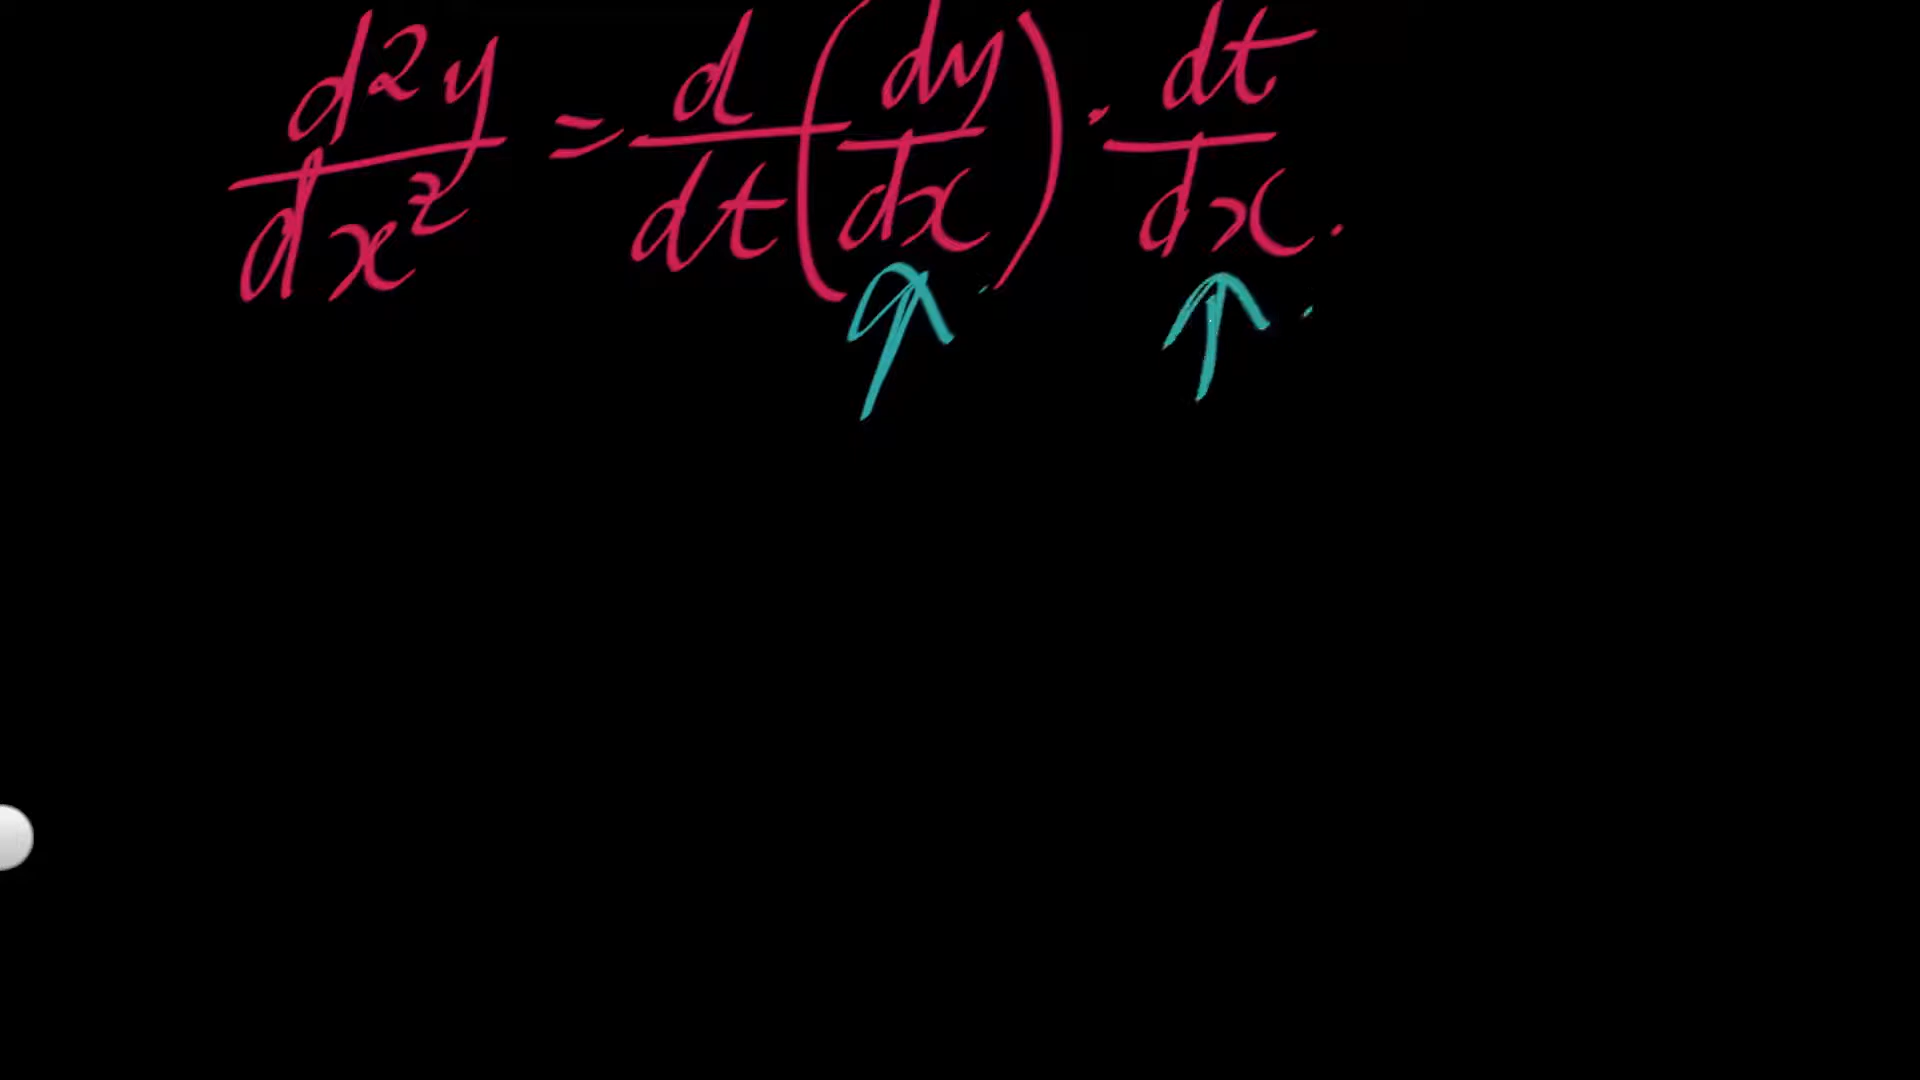 d²y/dx² = d/dt (dy/dx) · dt/dx.